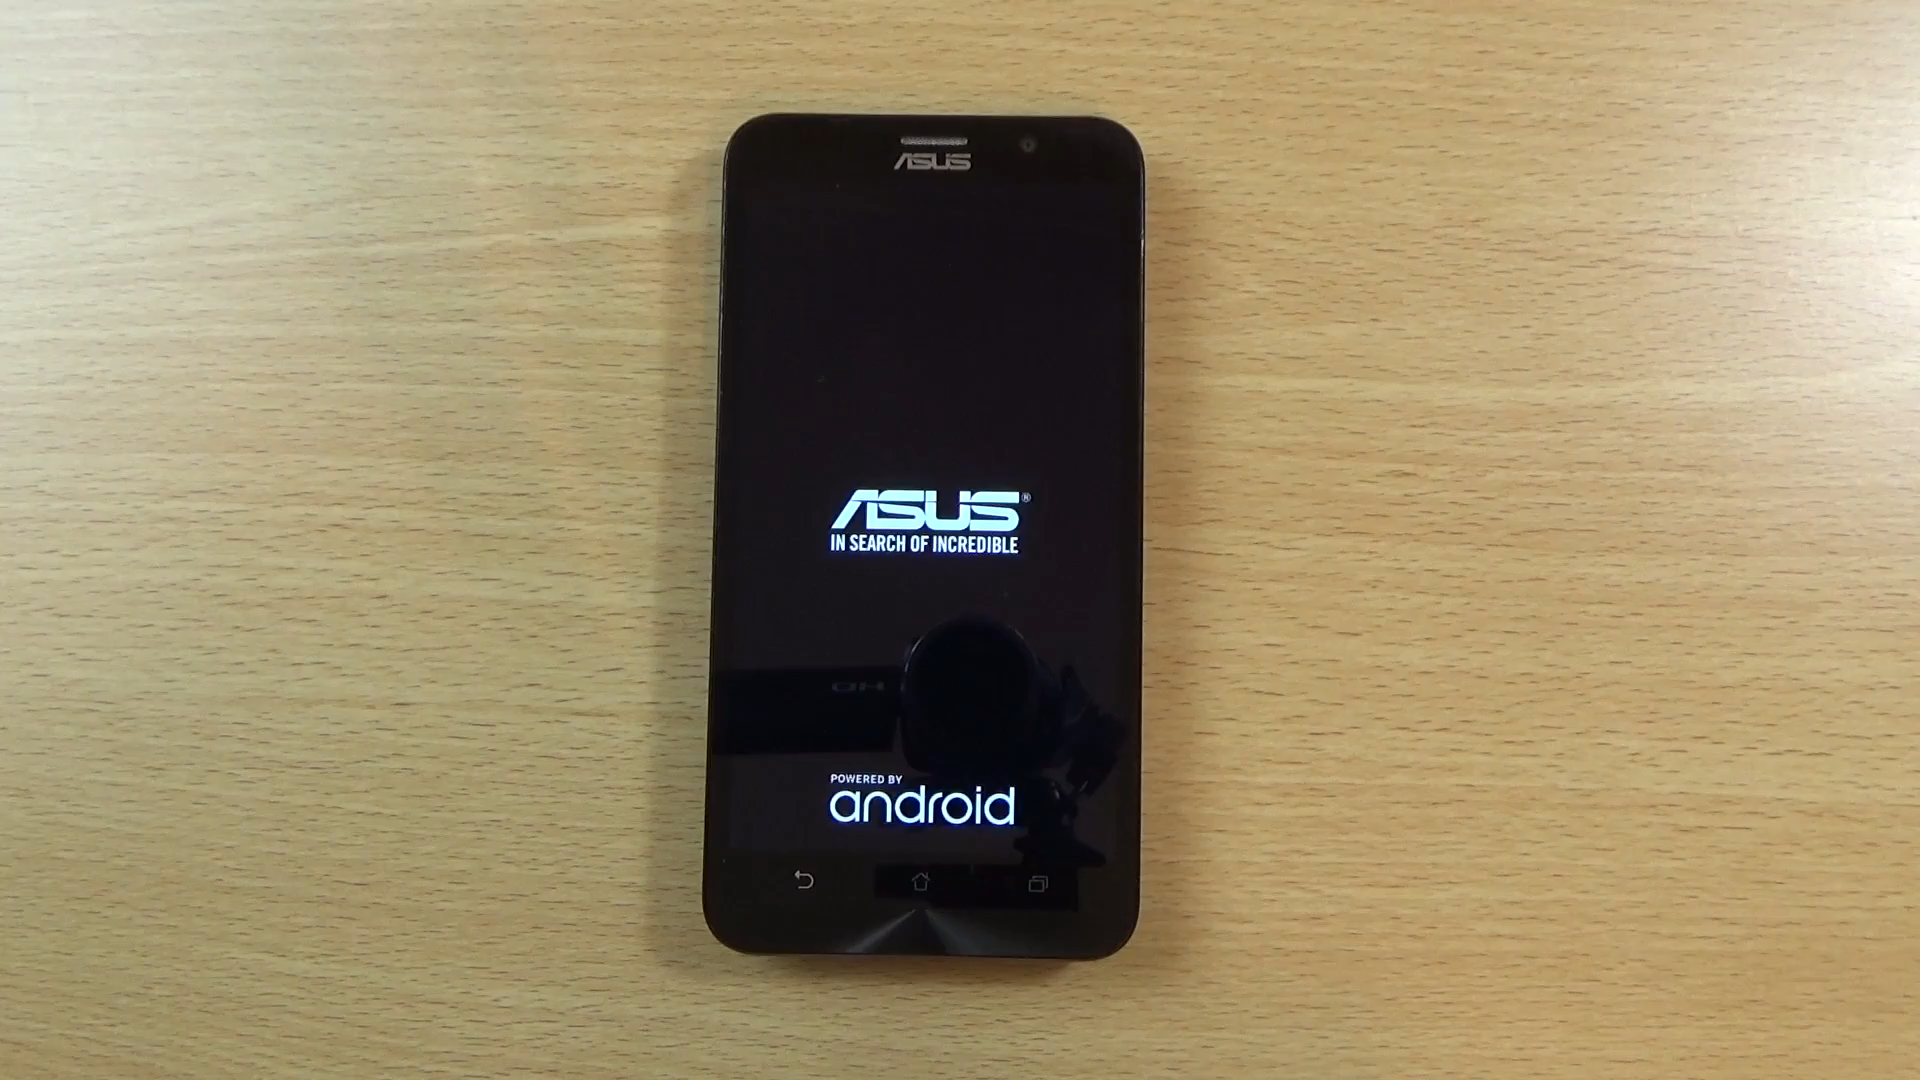 ASUS
ASUS®
IN SEARCH OF INCREDIBLE
POWERED BY
android